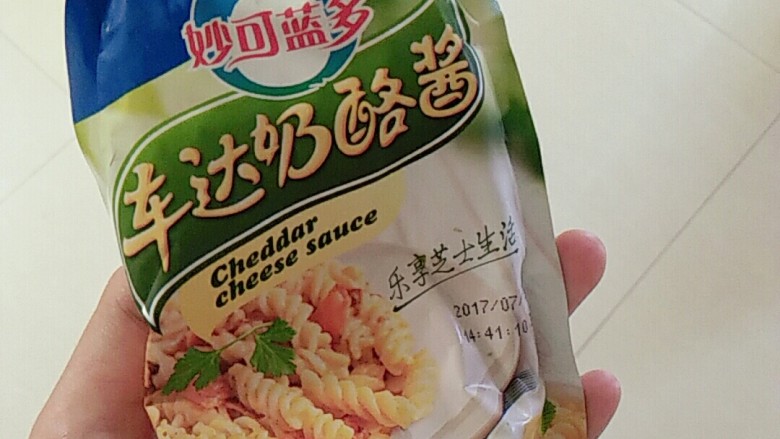 妙可蓝多
车达奶酪酱
Cheddar
cheese sauce
乐享芝士生活
2017/07/
14:41:10